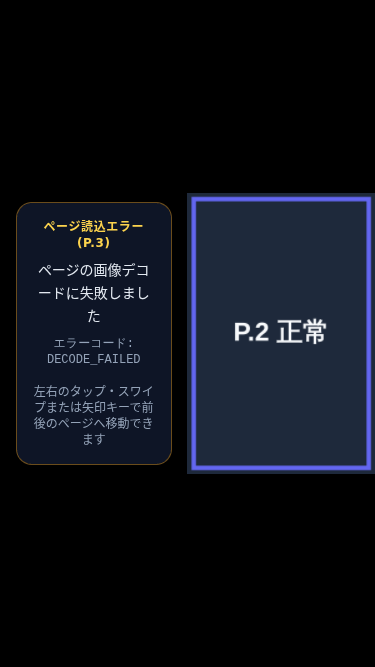 ページ読込エラー
(P.3)
ページの画像デコ
ードに失敗しまし
た
エラーコード:
DECODE_FAILED
左右のタップ・スワイ
プまたは矢印キーで前
後のページへ移動でき
ます
P.2 正常